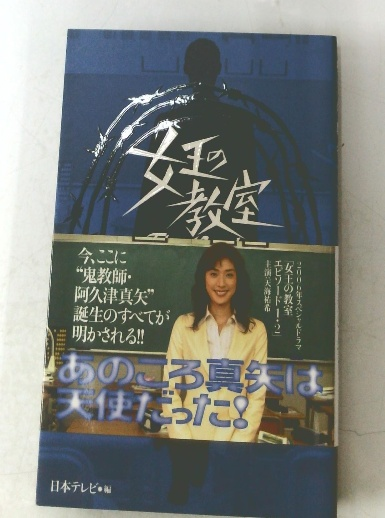 女王の
教室
今、ここに
“鬼教師・
阿久津真矢”
誕生のすべてが
明かされる!!
2006年スペシャルドラマ
「女王の教室
エピソード1・2」
主演 天海祐希
あのころ真矢は
天使だった!
日本テレビ●編